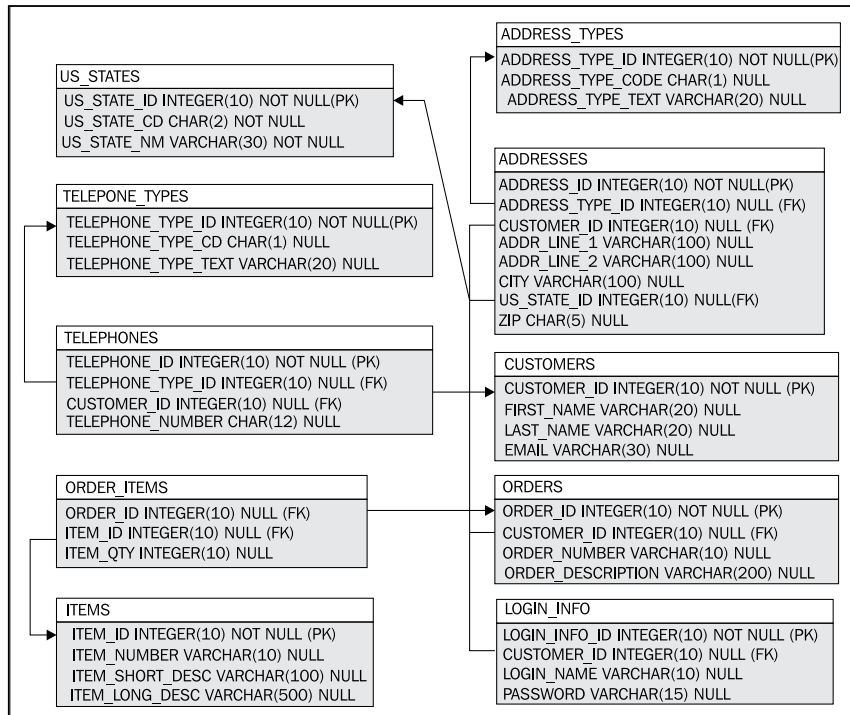 US_STATES
US_STATE_ID INTEGER(10) NOT NULL(PK)
US_STATE_CD CHAR(2) NOT NULL
US_STATE_NM VARCHAR(30) NOT NULL
TELEPONE_TYPES
TELEPHONE_TYPE_ID INTEGER(10) NOT NULL(PK)
TELEPHONE_TYPE_CD CHAR(1) NULL
TELEPHONE_TYPE_TEXT VARCHAR(20) NULL
TELEPHONES
TELEPHONE_ID INTEGER(10) NOT NULL (PK)
TELEPHONE_TYPE_ID INTEGER(10) NULL (FK)
CUSTOMER_ID INTEGER(10) NULL (FK)
TELEPHONE_NUMBER CHAR(12) NULL
ORDER_ITEMS
ORDER_ID INTEGER(10) NULL (FK)
ITEM_ID INTEGER(10) NULL (FK)
ITEM_QTY INTEGER(10) NULL
ITEMS
ITEM_ID INTEGER(10) NOT NULL (PK)
ITEM_NUMBER VARCHAR(10) NULL
ITEM_SHORT_DESC VARCHAR(100) NULL
ITEM_LONG_DESC VARCHAR(500) NULL
ADDRESS_TYPES
ADDRESS_TYPE_ID INTEGER(10) NOT NULL(PK)
ADDRESS_TYPE_CODE CHAR(1) NULL
ADDRESS_TYPE_TEXT VARCHAR(20) NULL
ADDRESSES
ADDRESS_ID INTEGER(10) NOT NULL(PK)
ADDRESS_TYPE_ID INTEGER(10) NULL (FK)
CUSTOMER_ID INTEGER(10) NULL (FK)
ADDR_LINE_1 VARCHAR(100) NULL
ADDR_LINE_2 VARCHAR(100) NULL
CITY VARCHAR(100) NULL
US_STATE_ID INTEGER(10) NULL(FK)
ZIP CHAR(5) NULL
CUSTOMERS
CUSTOMER_ID INTEGER(10) NOT NULL (PK)
FIRST_NAME VARCHAR(20) NULL
LAST_NAME VARCHAR(20) NULL
EMAIL VARCHAR(30) NULL
ORDERS
ORDER_ID INTEGER(10) NOT NULL (PK)
CUSTOMER_ID INTEGER(10) NULL (FK)
ORDER_NUMBER VARCHAR(10) NULL
ORDER_DESCRIPTION VARCHAR(200) NULL
LOGIN_INFO
LOGIN_INFO_ID INTEGER(10) NOT NULL (PK)
CUSTOMER_ID INTEGER(10) NULL (FK)
LOGIN_NAME VARCHAR(10) NULL
PASSWORD VARCHAR(15) NULL